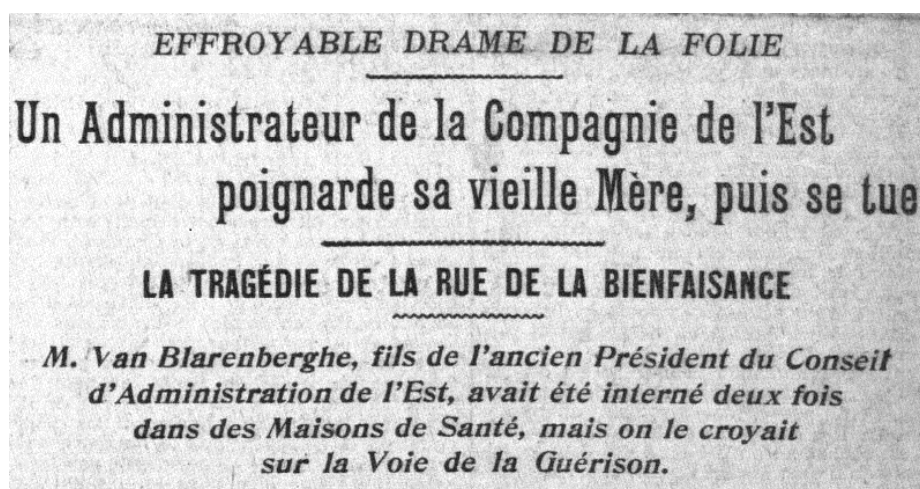 EFFROYABLE DRAME DE LA FOLIE
Un Administrateur de la Compagnie de l'Est
poignarde sa vieille Mère, puis se tue
LA TRAGÉDIE DE LA RUE DE LA BIENFAISANCE
M. Van Blarenberghe, fils de l'ancien Président du Conseil
d'Administration de l'Est, avait été interné deux fois
dans des Maisons de Santé, mais on le croyait
sur la Voie de la Guérison.